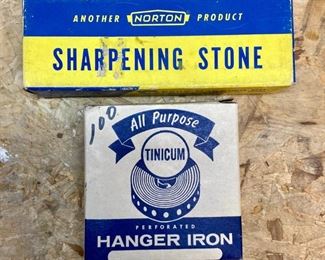 ANOTHER NORTON PRODUCT
SHARPENING STONE
100
All Purpose
TINICUM
PERFORATED
HANGER IRON